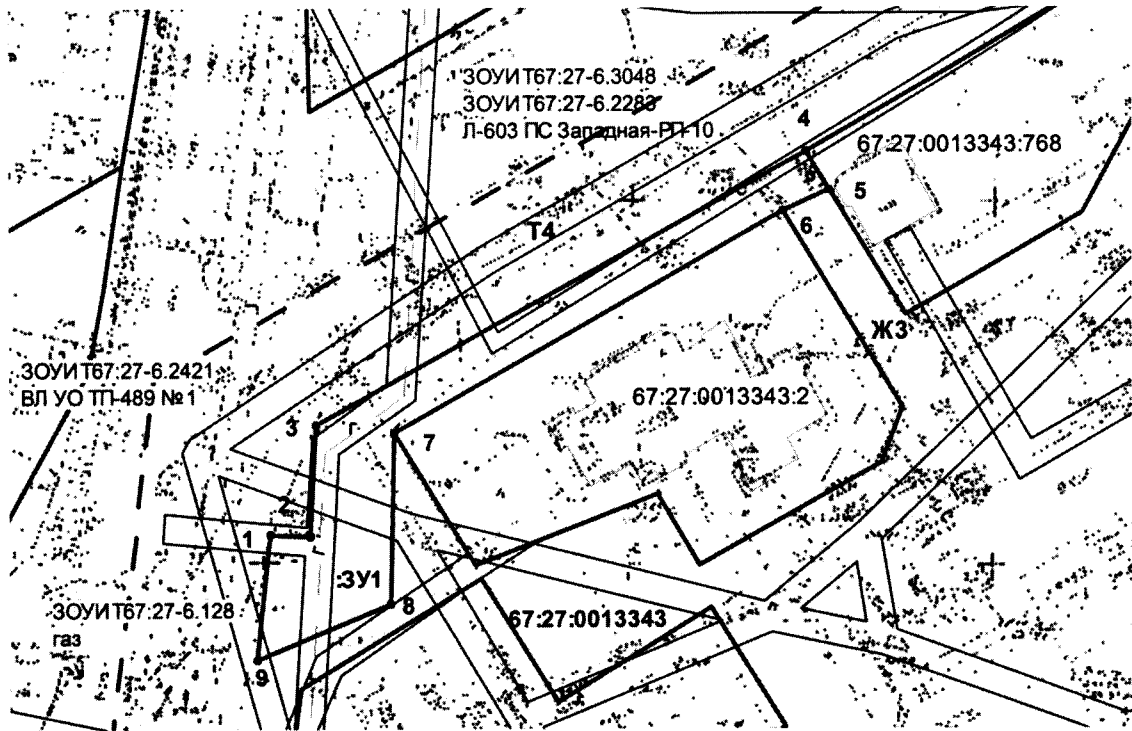 ЗОУИТ67:27-6.3048
ЗОУИТ67:27-6.2283
Л-603 ПС Западная-РП-10
4
67:27:0013343:768
5
6
Т4
Ж3
ЗОУИТ67:27-6.2421
ВЛ УО ТП-489 №1
67:27:0013343:2
3
г
7
2
1
г
:ЗУ1
ЗОУИТ67:27-6.128
газ
8
67:27:0013343
9